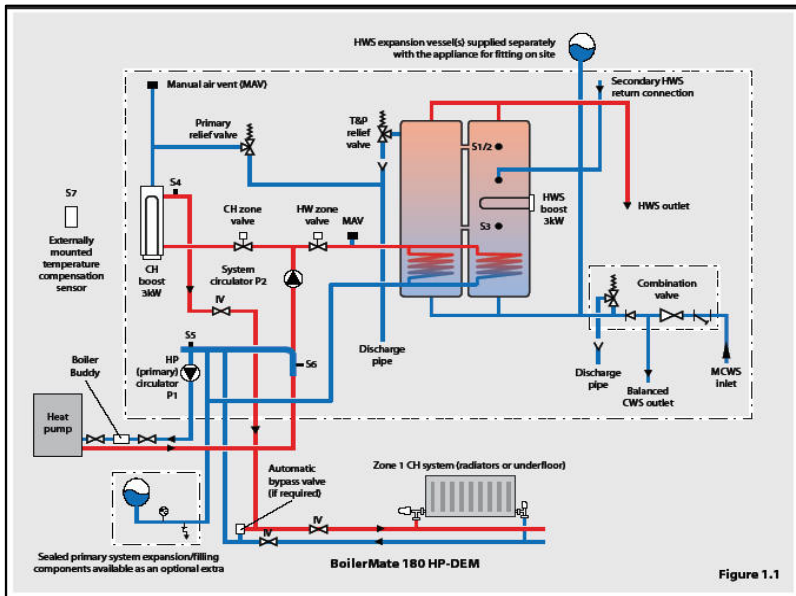 HWS expansion vessel(s) supplied separately
with the appliance for fitting on site
Manual air vent (MAV)
Secondary HWS
return connection
Primary
relief valve
T&P
relief
valve
S1/2
S4
S7
HWS
boost
3kW
CH zone
valve
HW zone
valve
MAV
S3
HWS outlet
Externally
mounted
temperature
compensation
sensor
CH
boost
3kW
System
circulator P2
Combination
valve
IV
S5
Boiler
Buddy
HP
(primary)
circulator
P1
S6
Discharge
pipe
Discharge
pipe
Balanced
CWS outlet
MCWS
inlet
Heat
pump
Zone 1 CH system (radiators or underfloor)
Automatic
bypass valve
(if required)
IV
IV
Sealed primary system expansion/filling
components available as an optional extra
BoilerMate 180 HP-DEM
Figure 1.1